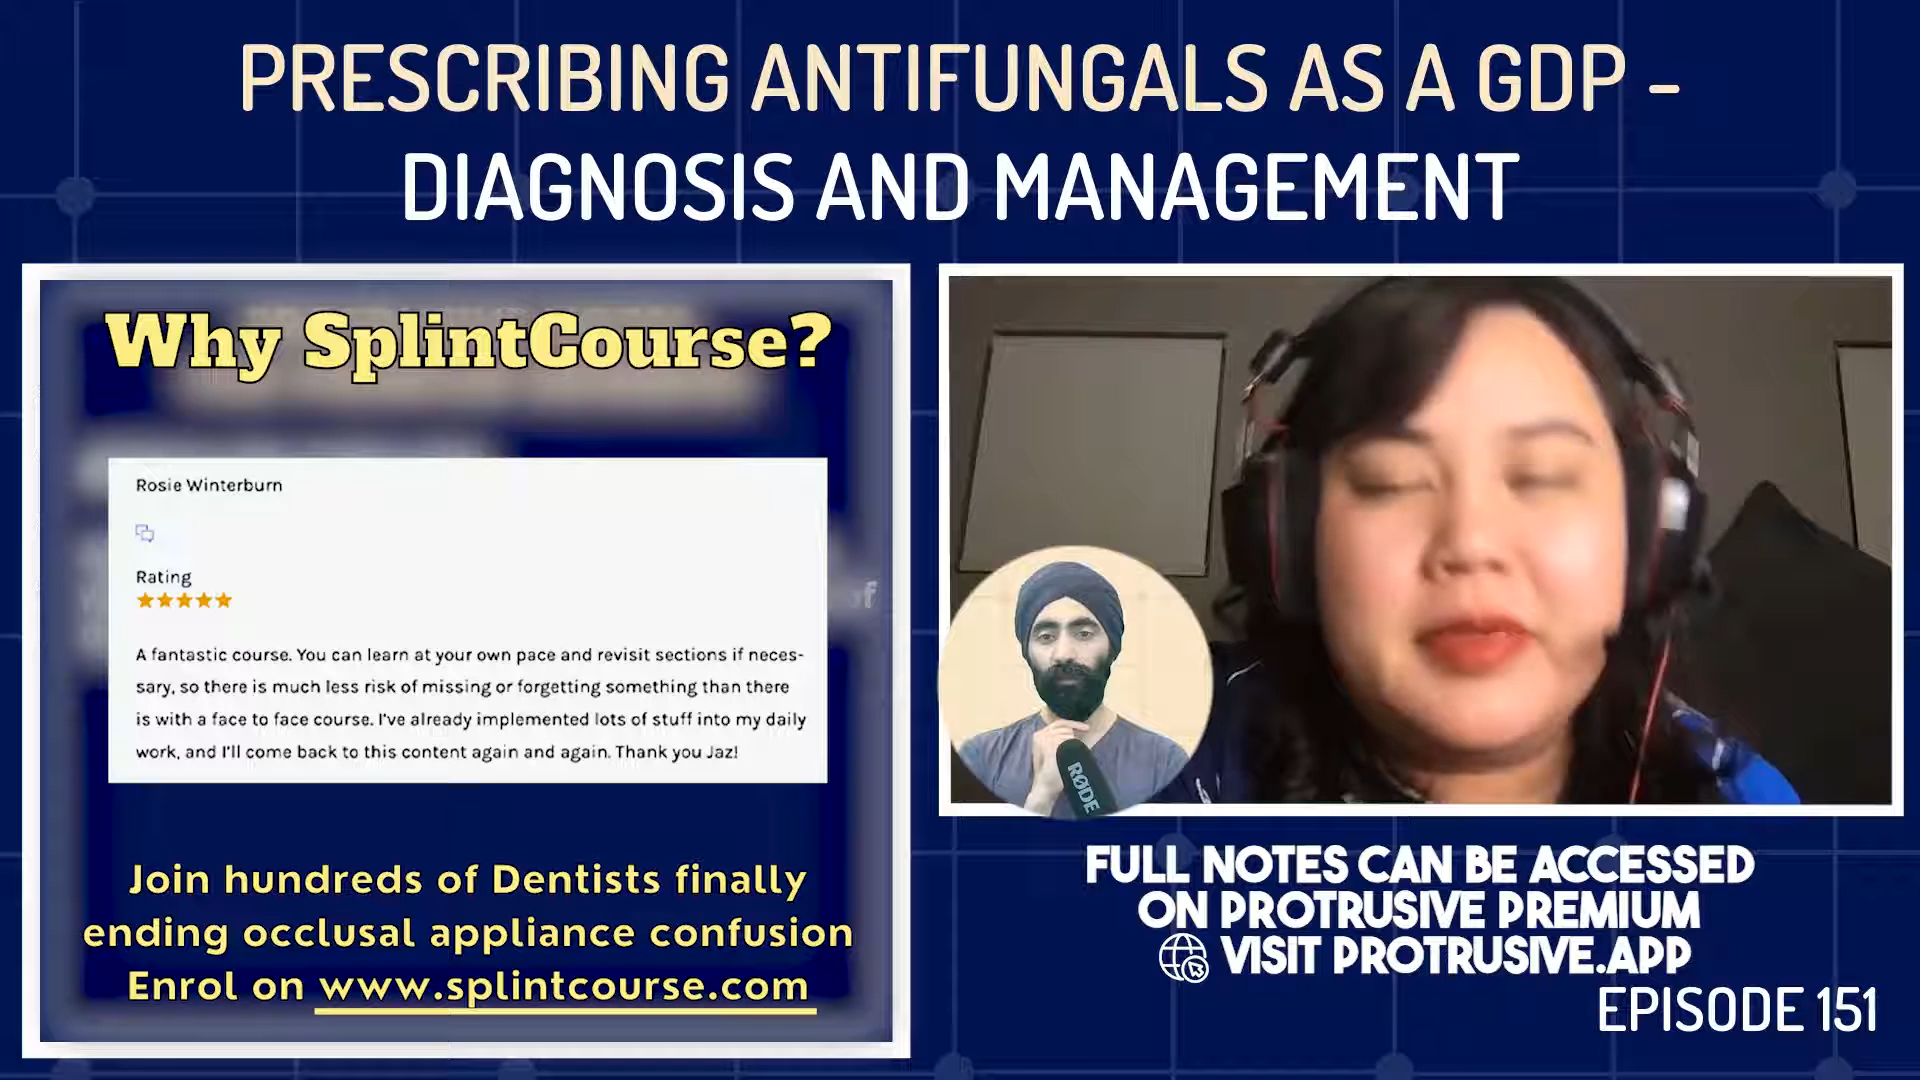 PRESCRIBING ANTIFUNGALS AS A GDP -
DIAGNOSIS AND MANAGEMENT
Why SplintCourse?
Rosie Winterburn
Rating
A fantastic course. You can learn at your own pace and revisit sections if neces-
sary, so there is much less risk of missing or forgetting something than there
is with a face to face course. I've already implemented lots of stuff into my daily
work, and I'll come back to this content again and again. Thank you Jaz!
Join hundreds of Dentists finally
ending occlusal appliance confusion
Enrol on www.splintcourse.com
RØDE
FULL NOTES CAN BE ACCESSED
ON PROTRUSIVE PREMIUM
VISIT PROTRUSIVE.APP
EPISODE 151